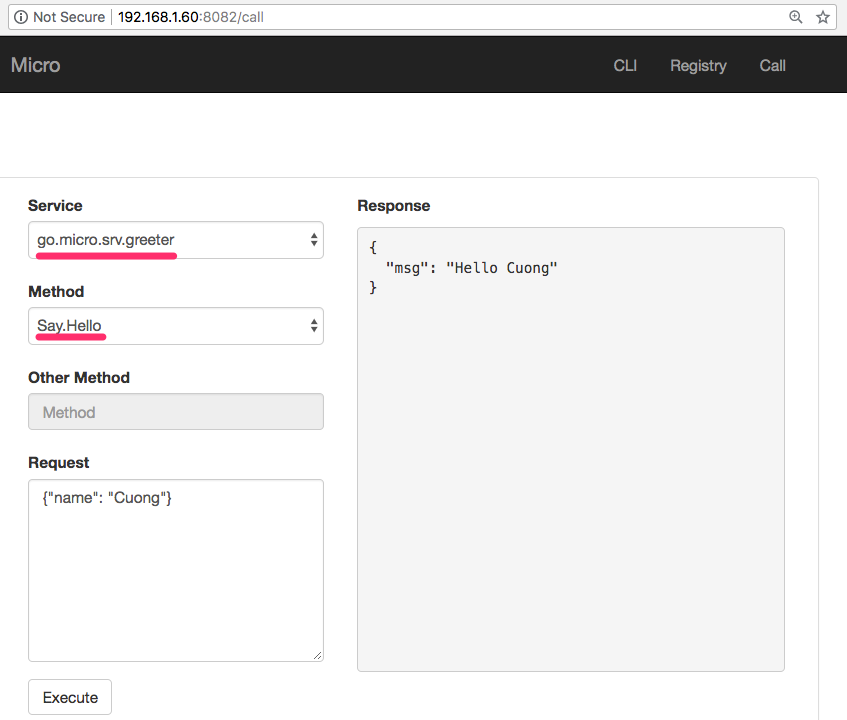 Not Secure | 192.168.1.60:8082/call
Micro
CLI Registry Call
Service
go.micro.srv.greeter
Method
Say.Hello
Other Method
Method
Request
{"name": "Cuong"}
Execute
Response
{
"msg": "Hello Cuong"
}